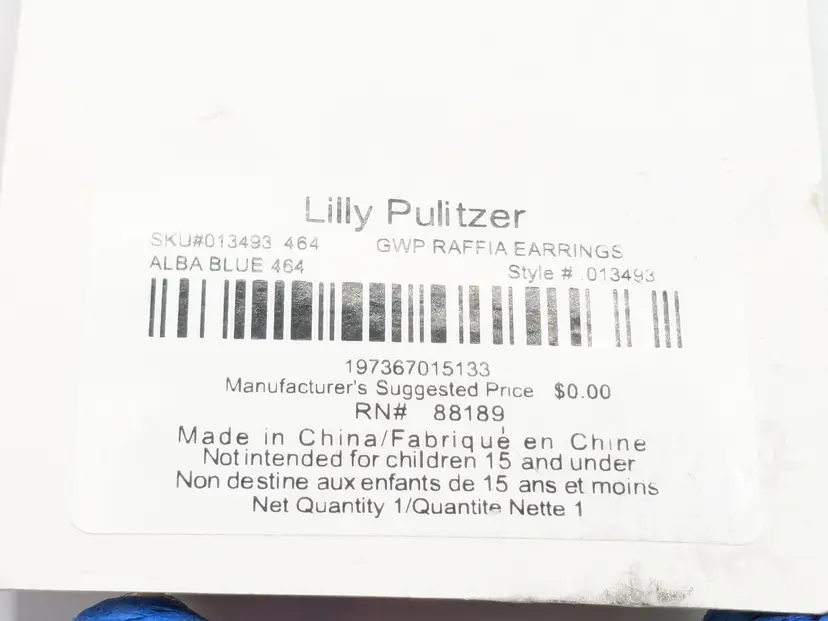 Lilly Pulitzer
SKU#013493 464 GWP RAFFIA EARRINGS
ALBA BLUE 464 Style # .013493
197367015133
Manufacturer's Suggested Price $0.00
RN# 88189
Made in China/Fabriqué en Chine
Not intended for children 15 and under
Non destine aux enfants de 15 ans et moins
Net Quantity 1/Quantite Nette 1